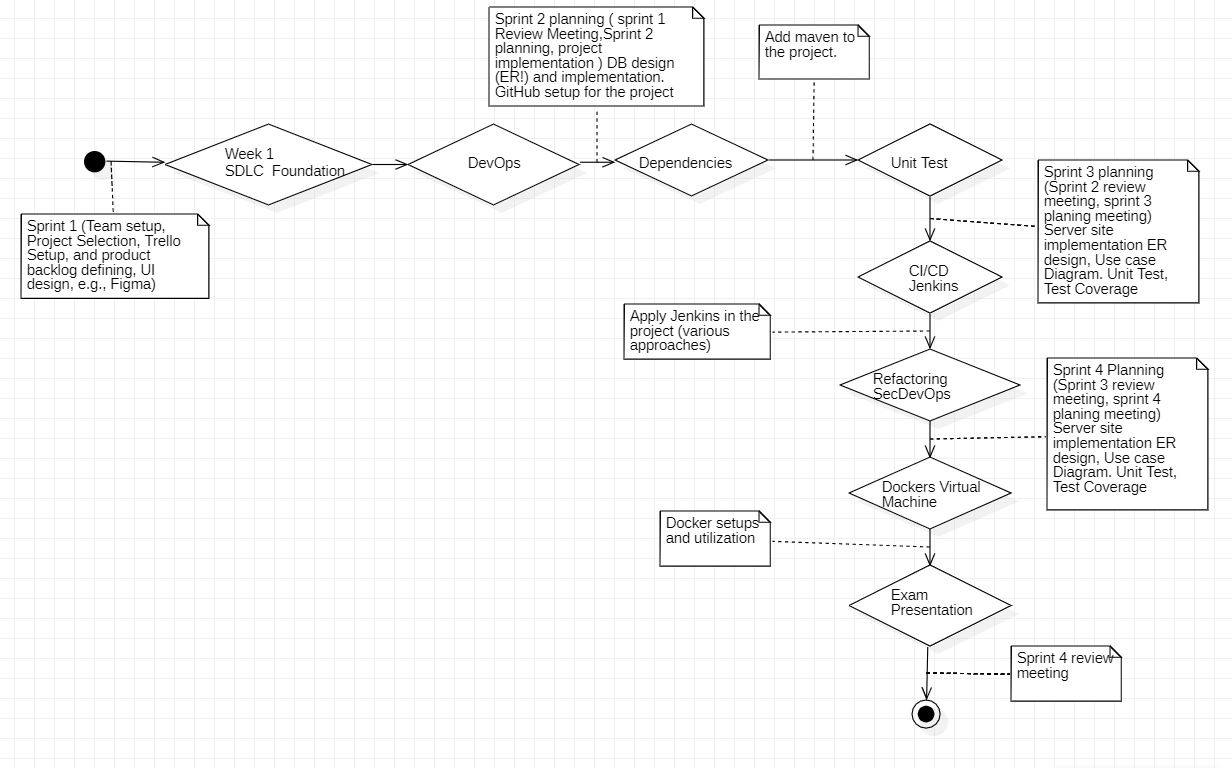 Sprint 2 planning ( sprint 1
Review Meeting,Sprint 2
planning, project
implementation ) DB design
(ER!) and implementation.
GitHub setup for the project
Add maven to
the project.
Week 1
SDLC  Foundation
DevOps
Dependencies
Unit Test
Sprint 1 (Team setup,
Project Selection, Trello
Setup, and product
backlog defining, UI
design, e.g., Figma)
Sprint 3 planning
(Sprint 2 review
meeting, sprint 3
planing meeting)
Server site
implementation ER
design, Use case
Diagram. Unit Test,
Test Coverage
CI/CD
Jenkins
Apply Jenkins in the
project (various
approaches)
Refactoring
SecDevOps
Sprint 4 Planning
(Sprint 3 review
meeting, sprint 4
planing meeting)
Server site
implementation ER
design, Use case
Diagram. Unit Test,
Test Coverage
Dockers Virtual
Machine
Docker setups
and utilization
Exam
Presentation
Sprint 4 review
meeting